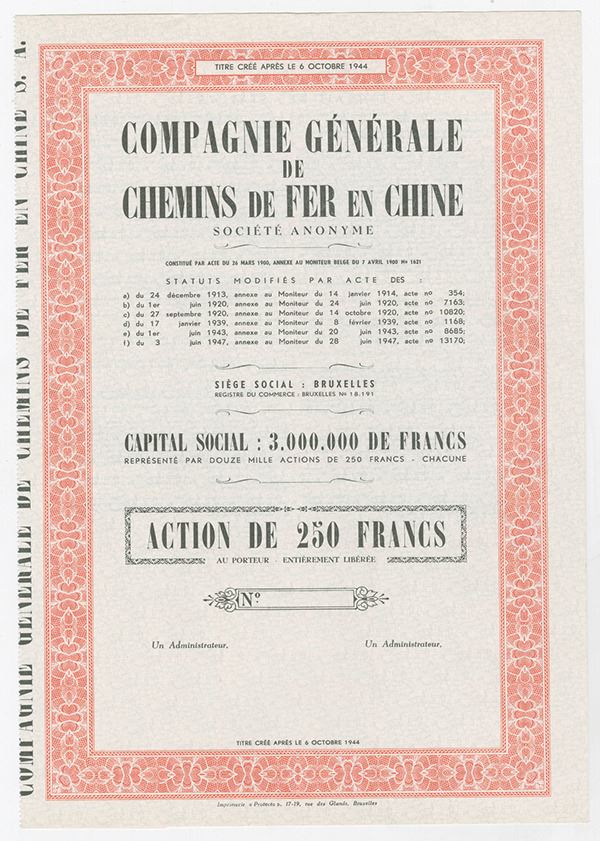 COMPAGNIE GÉNÉRALE DE CHEMINS DE FER EN CHINE S. A.
TITRE CRÉÉ APRÈS LE 6 OCTOBRE 1944
COMPAGNIE GÉNÉRALE
DE
CHEMINS DE FER EN CHINE
SOCIÉTÉ ANONYME
CONSTITUÉ PAR ACTE DU 26 MARS 1900, ANNEXE AU MONITEUR BELGE DU 7 AVRIL 1900 No 1621
STATUTS MODIFIÉS PAR ACTE DES
a) du 24 décembre 1913, annexe au Moniteur du 14 janvier 1914, acte no 354;
b) du 1er juin 1920, annexe au Moniteur du 24 juin 1920, acte no 7163;
c) du 27 septembre 1920, annexe au Moniteur du 14 octobre 1920, acte no 10820;
d) du 17 janvier 1939, annexe au Moniteur du 8 février 1939, acte no 1168;
e) du 1er juin 1943, annexe au Moniteur du 20 juin 1943, acte no 8685;
f) du 3 juin 1947, annexe au Moniteur du 28 juin 1947, acte no 13170;
SIÈGE SOCIAL : BRUXELLES
REGISTRE DU COMMERCE : BRUXELLES No 18.191
CAPITAL SOCIAL : 3.000.000 DE FRANCS
REPRÉSENTÉ PAR DOUZE MILLE ACTIONS DE 250 FRANCS - CHACUNE
ACTION DE 250 FRANCS
AU PORTEUR - ENTIÈREMENT LIBÉRÉE
No.
Un Administrateur, Un Administrateur,
TITRE CRÉÉ APRÈS LE 6 OCTOBRE 1944
Imprimerie « Protecto », 17-19, rue des Glands, Bruxelles